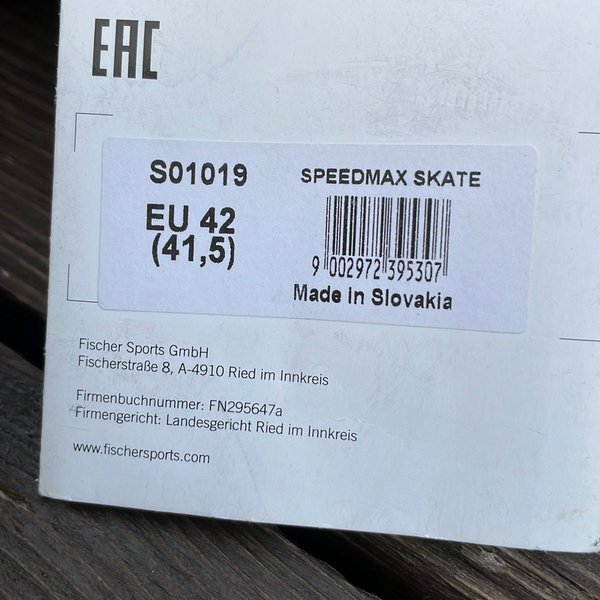 EAC
S01019
SPEEDMAX SKATE
EU 42
(41,5)
9 002972 395307
Made in Slovakia
Fischer Sports GmbH
Fischerstraße 8, A-4910 Ried im Innkreis
Firmenbuchnummer: FN295647a
Firmengericht: Landesgericht Ried im Innkreis
www.fischersports.com